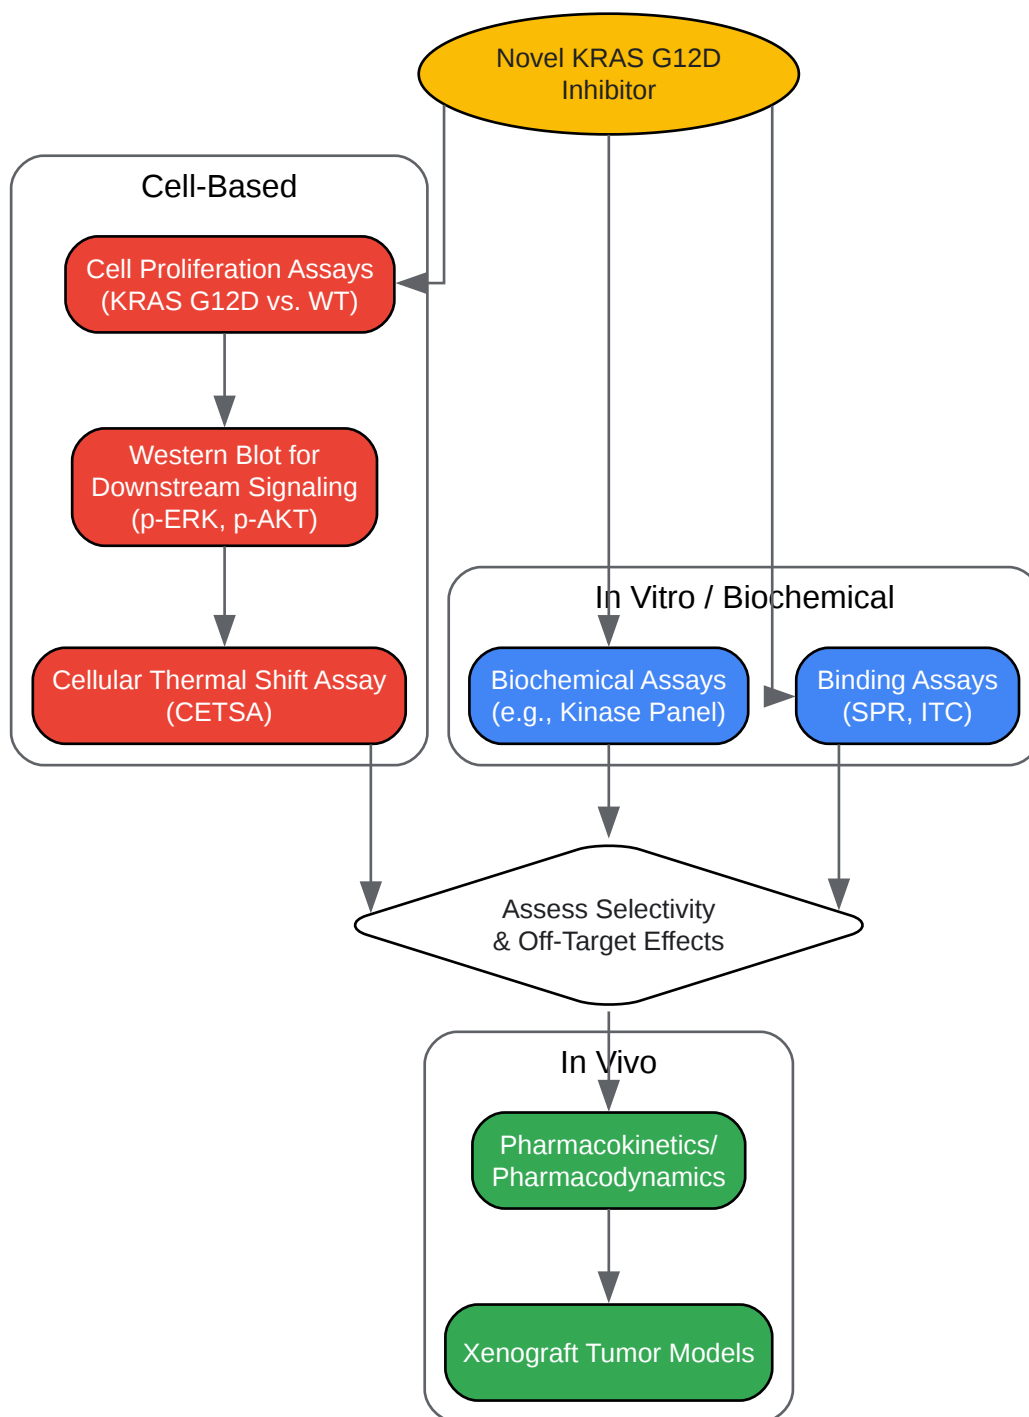 Novel KRAS G12D
Inhibitor
Cell-Based
Cell Proliferation Assays
(KRAS G12D vs. WT)
Western Blot for
Downstream Signaling
(p-ERK, p-AKT)
Cellular Thermal Shift Assay
(CETSA)
In Vitro / Biochemical
Biochemical Assays
(e.g., Kinase Panel)
Binding Assays
(SPR, ITC)
Assess Selectivity
& Off-Target Effects
In Vivo
Pharmacokinetics/
Pharmacodynamics
Xenograft Tumor Models